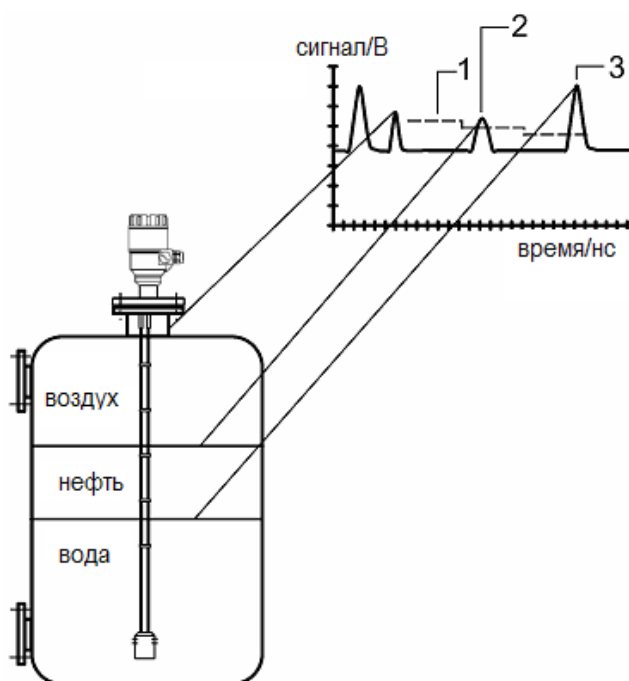 сигнал/В
1
2
3
время/нс
воздух
нефть
вода